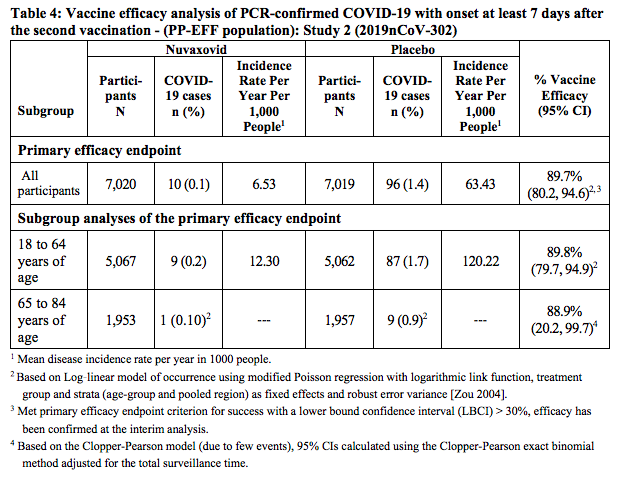 Table 4: Vaccine efficacy analysis of PCR-confirmed COVID-19 with onset at least 7 days after
the second vaccination - (PP-EFF population): Study 2 (2019nCoV-302)
Subgroup
Nuvaxovid
Placebo
% Vaccine
Efficacy
(95% CI)
Partici-
pants
N
COVID-
19 cases
n (%)
Incidence
Rate Per
Year Per
1,000
People1
Partici-
pants
N
COVID-
19 cases
n (%)
Incidence
Rate Per
Year Per
1,000
People1
Primary efficacy endpoint
All
participants
7,020
10 (0.1)
6.53
7,019
96 (1.4)
63.43
89.7%
(80.2, 94.6)2,3
Subgroup analyses of the primary efficacy endpoint
18 to 64
years of
age
5,067
9 (0.2)
12.30
5,062
87 (1.7)
120.22
89.8%
(79.7, 94.9)2
65 to 84
years of
age
1,953
1 (0.10)2
---
1,957
9 (0.9)2
---
88.9%
(20.2, 99.7)4
1 Mean disease incidence rate per year in 1000 people.
2 Based on Log-linear model of occurrence using modified Poisson regression with logarithmic link function, treatment
group and strata (age-group and pooled region) as fixed effects and robust error variance [Zou 2004].
3 Met primary efficacy endpoint criterion for success with a lower bound confidence interval (LBCI) > 30%, efficacy has
been confirmed at the interim analysis.
4 Based on the Clopper-Pearson model (due to few events), 95% CIs calculated using the Clopper-Pearson exact binomial
method adjusted for the total surveillance time.